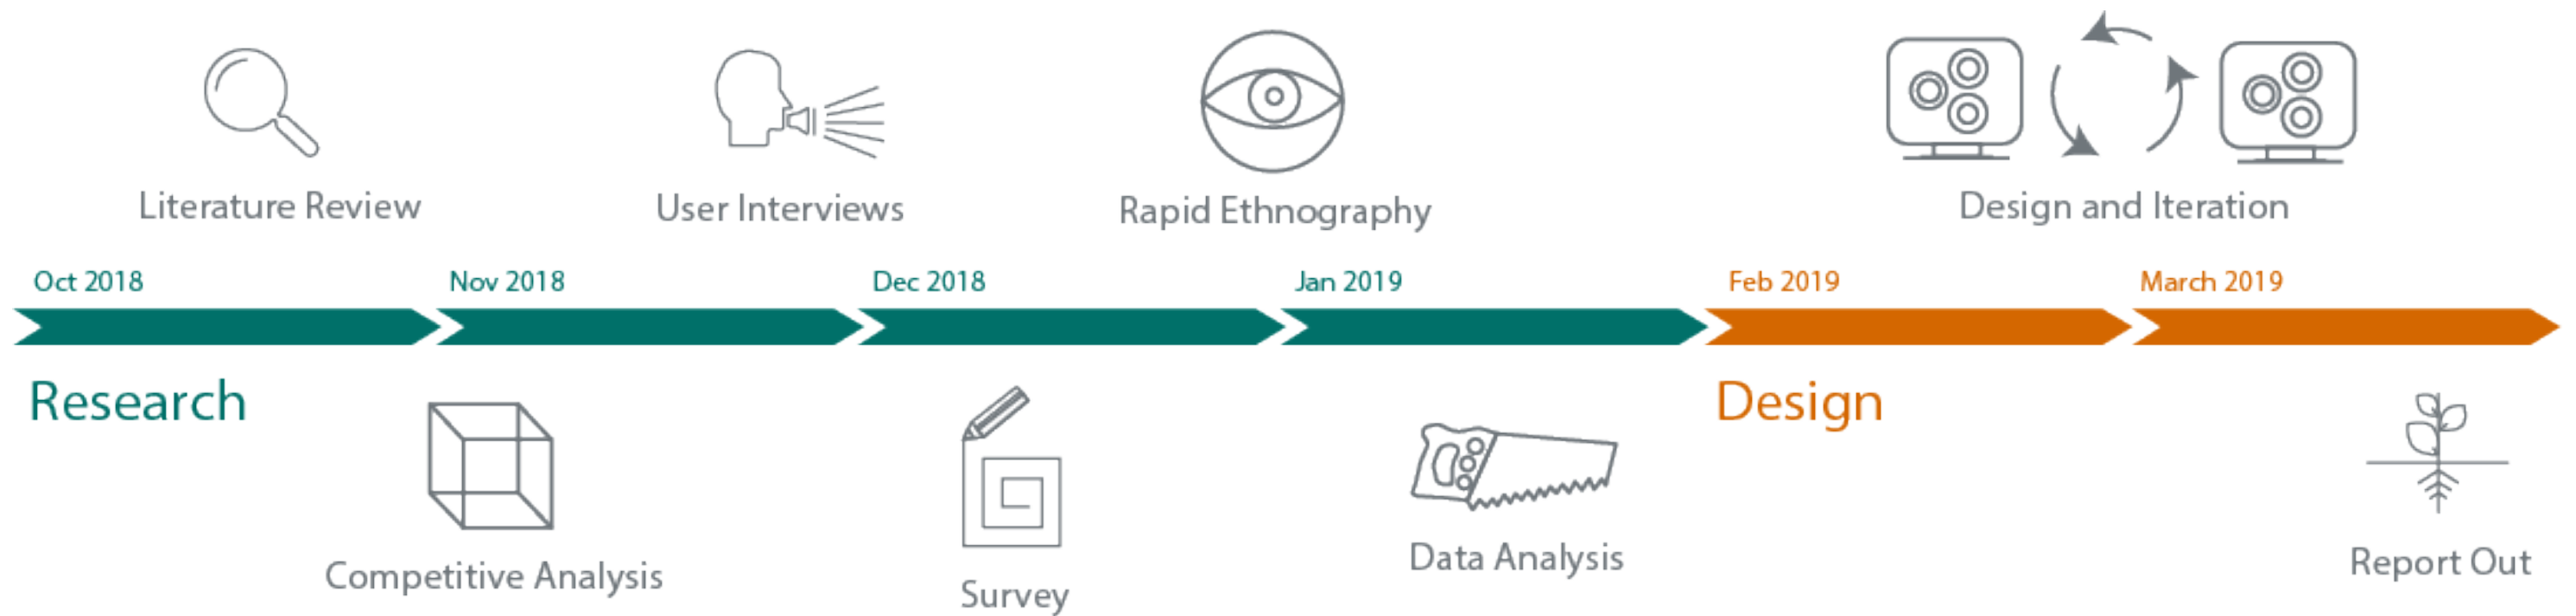 Literature Review
User Interviews
Rapid Ethnography
Design and Iteration
Oct 2018
Nov 2018
Dec 2018
Jan 2019
Feb 2019
March 2019
Research
Design
Competitive Analysis
Survey
Data Analysis
Report Out